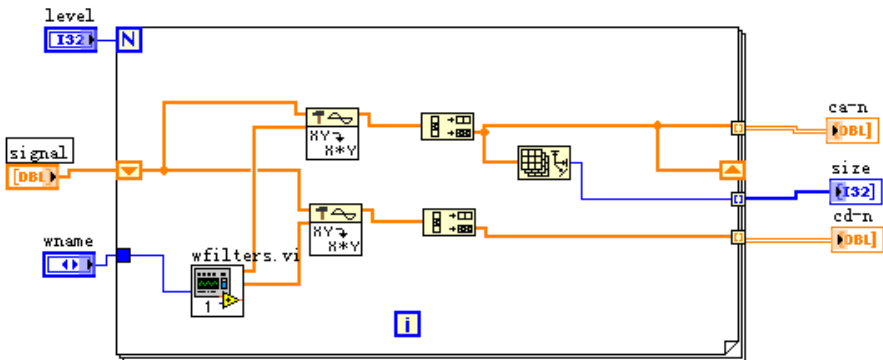 level
I32
N
signal
[DBL]
wname
wfilters.vi
1
XY
X*Y
XY
X*Y
i
ca-n
DBL]
size
I32]
cd-n
DBL]